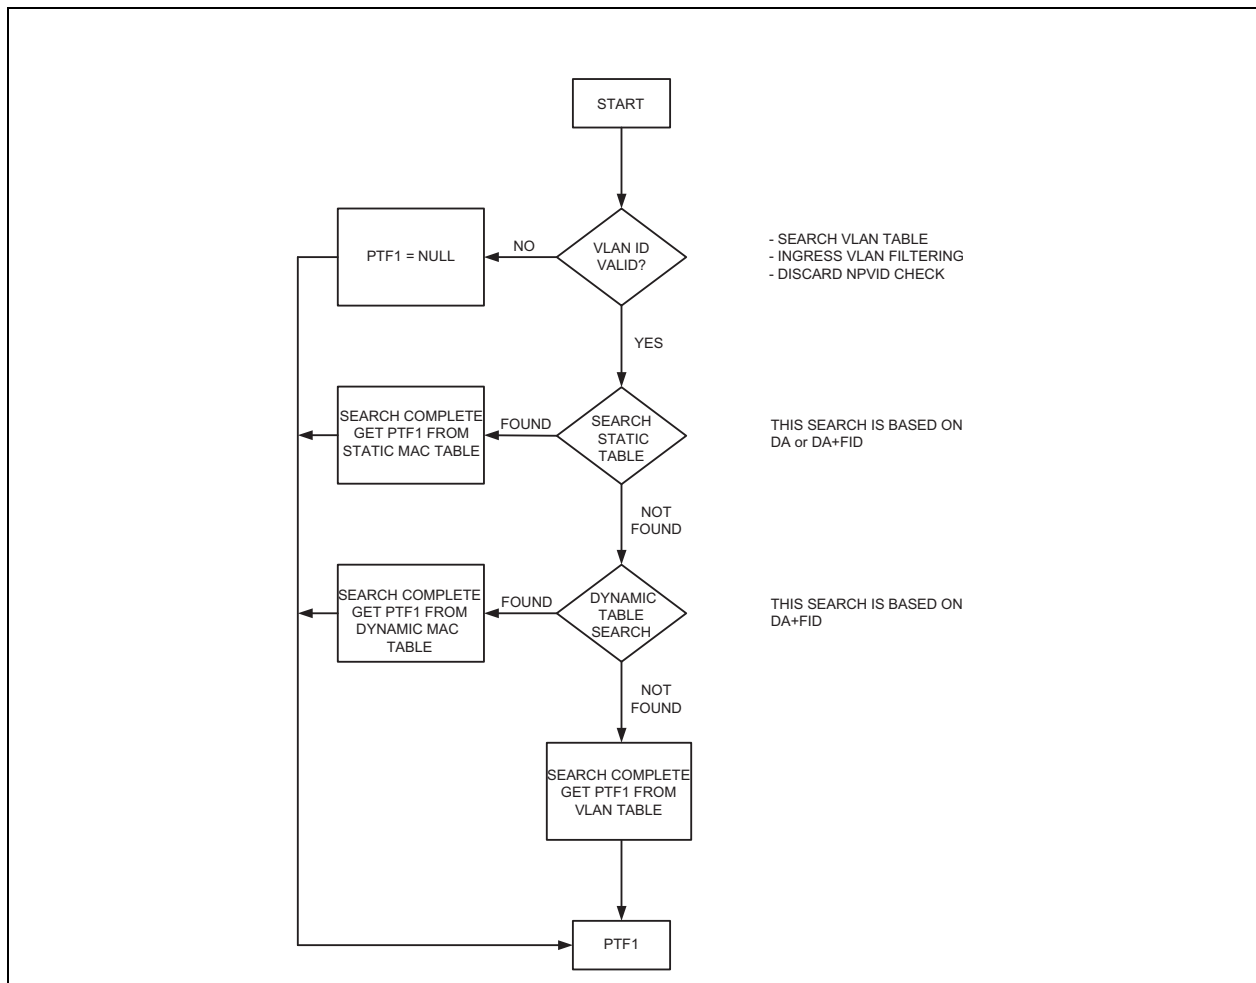 START
PTF1 = NULL
NO
VLAN ID
VALID?
- SEARCH VLAN TABLE
- INGRESS VLAN FILTERING
- DISCARD NPVID CHECK
YES
SEARCH COMPLETE
GET PTF1 FROM
STATIC MAC TABLE
FOUND
SEARCH
STATIC
TABLE
THIS SEARCH IS BASED ON
DA or DA+FID
NOT
FOUND
SEARCH COMPLETE
GET PTF1 FROM
DYNAMIC MAC
TABLE
FOUND
DYNAMIC
TABLE
SEARCH
THIS SEARCH IS BASED ON
DA+FID
NOT
FOUND
SEARCH COMPLETE
GET PTF1 FROM
VLAN TABLE
PTF1